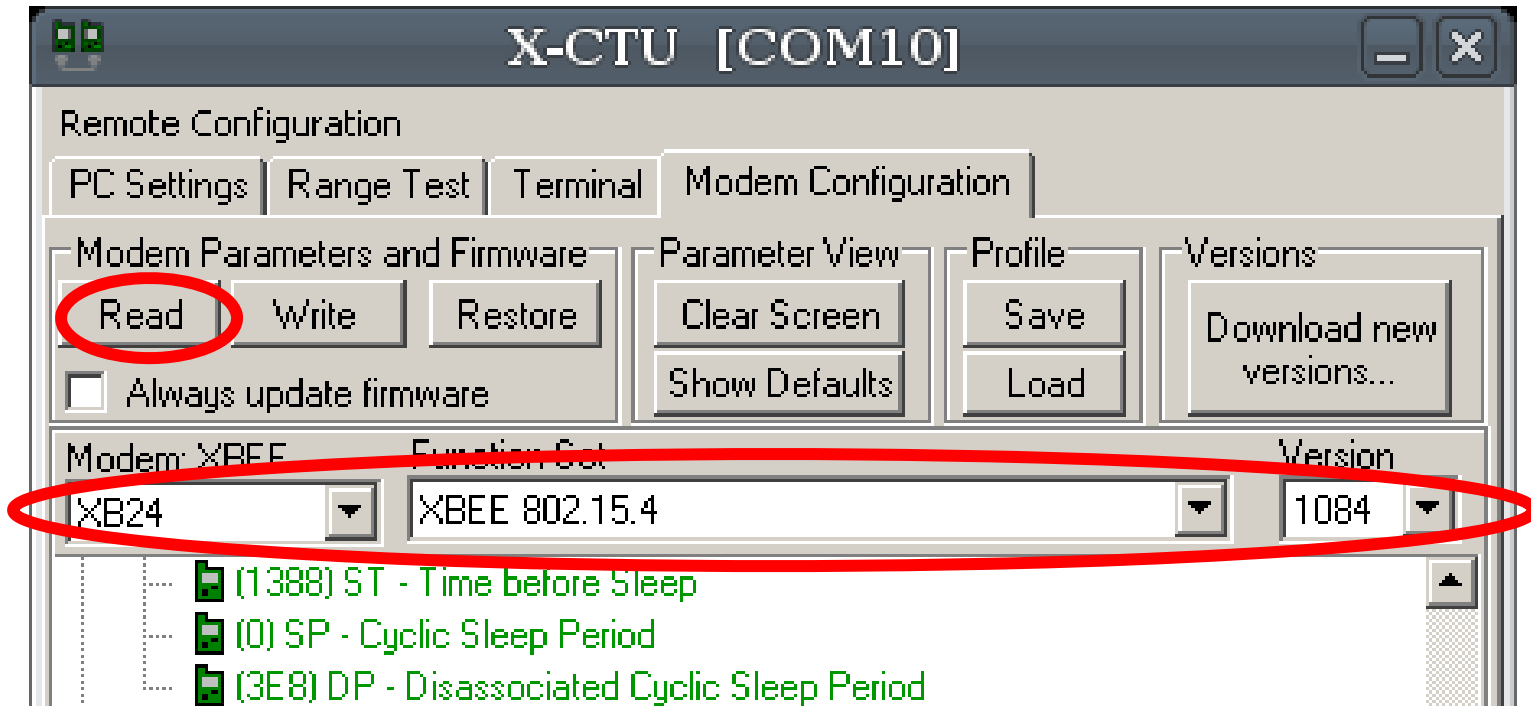 X-CTU [COM10]
Remote Configuration
PC Settings Range Test Terminal Modem Configuration
Modem Parameters and Firmware Parameter View Profile Versions
Read Write Restore Clear Screen Save Download new versions...
Always update firmware Show Defaults Load
Modem: XBEE Function Set Version
XB24 XBEE 802.15.4 1084
(1388) ST - Time before Sleep
(0) SP - Cyclic Sleep Period
(3E8) DP - Disassociated Cyclic Sleep Period